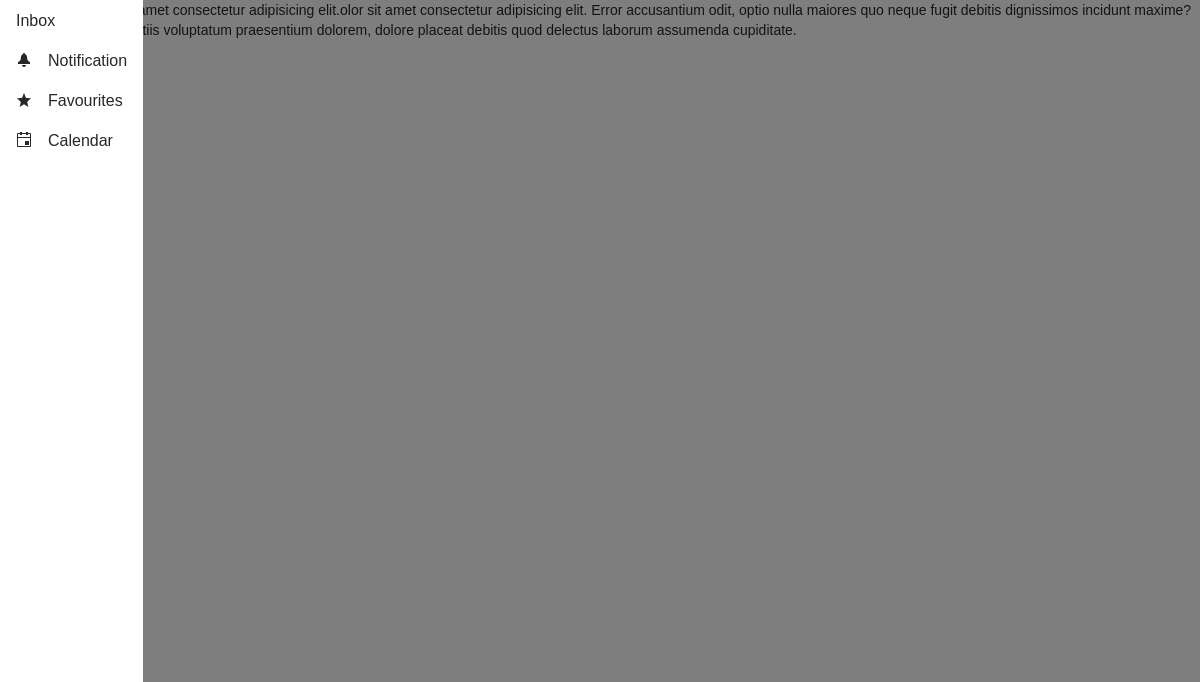 Inbox
Notification
Favourites
Calendar
amet consectetur adipisicing elit.olor sit amet consectetur adipisicing elit. Error accusantium odit, optio nulla maiores quo neque fugit debitis dignissimos incidunt maxime?
voluptatum praesentium dolorem, dolore placeat debitis quod delectus laborum assumenda cupiditate.